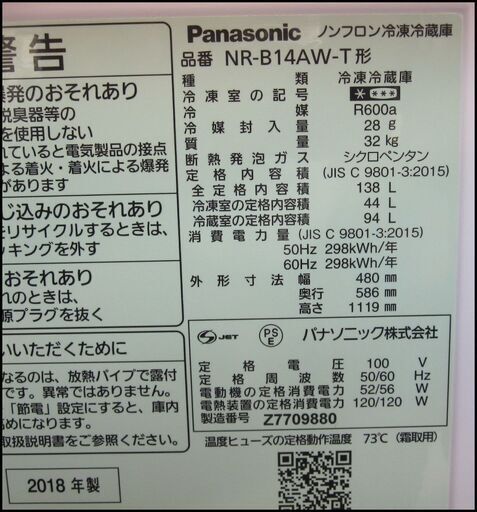 警告
爆発のおそれあり
脱臭器等の
を使用しない
れていると電気製品の接点
よる着火・着火による爆発
があります)
じ込みのおそれあり
リサイクルするときは、
ッキングを外す
おそれあり
れのときは、
源プラグを抜く
いいただくために
なるのは、放熱パイプで露付
です。異常ではありません。
「節電」設定にすると、庫内
高めになります。
取扱説明書をご参照ください。
2018 年製
Panasonic ノンフロン冷凍冷蔵庫
品番 NR-B14AW-T形
種類 冷凍冷蔵庫
冷凍室の記号 * ***
冷媒 R600a
冷媒封入量 28 g
質量 32 kg
断熱発泡ガス シクロペンタン
定格内容積 (JIS C 9801-3:2015)
全定格内容積 138 L
冷凍室の定格内容積 44 L
冷蔵室の定格内容積 94 L
消費電力量 (JIS C 9801-3:2015)
50Hz 298kWh/年
60Hz 298kWh/年
外形寸法 幅 480 mm
奥行 586 mm
高さ 1119 mm
S JET PS E パナソニック株式会社
定格電圧 100 V
定格周波数 50/60 Hz
電動機の定格消費電力 52/56 W
電熱装置の定格消費電力 120/120 W
製造番号 Z7709880
温度ヒューズの定格動作温度 73℃ (霜取用)